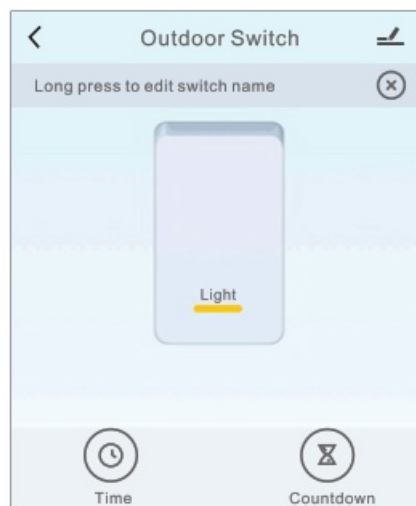 Outdoor Switch
Long press to edit switch name
Light
Time
Countdown